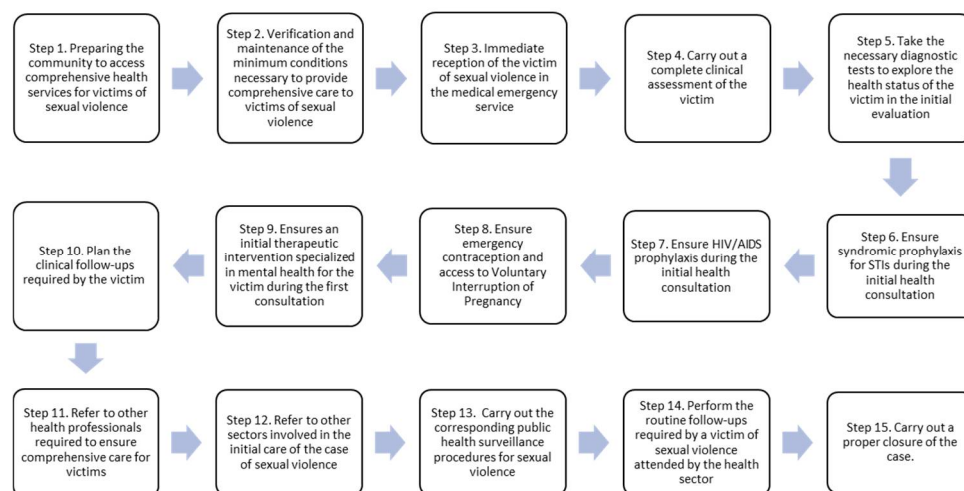 Step 1. Preparing the
community to access
comprehensive health
services for victims of
sexual violence
Step 2. Verification and
maintenance of the
minimum conditions
necessary to provide
comprehensive care to
victims of sexual
violence
Step 3. Immediate
reception of the victim
of sexual violence in
the medical emergency
service
Step 4. Carry out a
complete clinical
assessment of the
victim
Step 5. Take the
necessary diagnostic
tests to explore the
health status of the
victim in the initial
evaluation
Step 6. Ensure
syndromic prophylaxis
for STIs during the
initial health
consultation
Step 7. Ensure HIV/AIDS
prophylaxis during the
initial health
consultation
Step 8. Ensure
emergency
contraception and
access to Voluntary
Interruption of
Pregnancy
Step 9. Ensures an
initial therapeutic
intervention specialized
in mental health for the
victim during the first
consultation
Step 10. Plan the
clinical follow-ups
required by the victim
Step 11. Refer to other
health professionals
required to ensure
comprehensive care for
victims
Step 12. Refer to other
sectors involved in the
initial care of the case
of sexual violence
Step 13. Carry out the
corresponding public
health surveillance
procedures for sexual
violence
Step 14. Perform the
routine follow-ups
required by a victim of
sexual violence
attended by the health
sector
Step 15. Carry out a
proper closure of the
case.